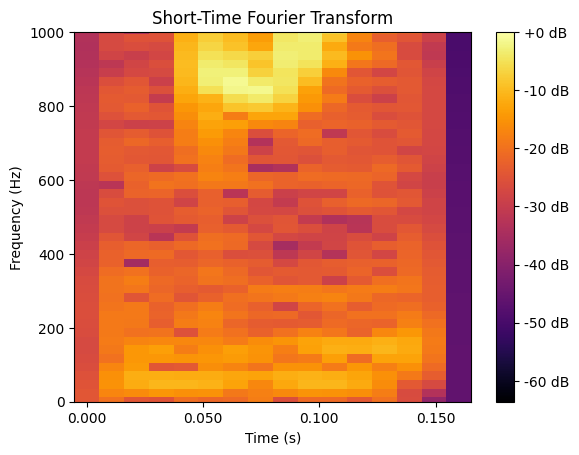 Short-Time Fourier Transform
1000
800
600
400
200
0
Frequency (Hz)
0.000
0.050
0.100
0.150
Time (s)
+0 dB
-10 dB
-20 dB
-30 dB
-40 dB
-50 dB
-60 dB